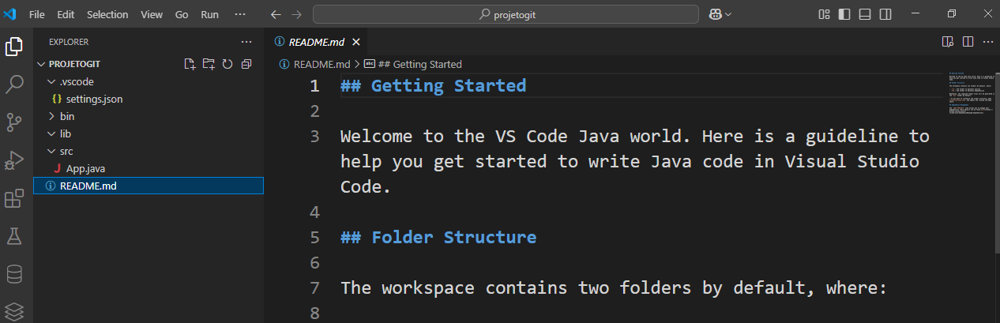 File Edit Selection View Go Run ...
projetogit
EXPLORER ...
README.md
PROJETOGIT
README.md > ## Getting Started
.vscode
{} settings.json
bin
lib
src
J App.java
README.md
1 ## Getting Started
2
3 Welcome to the VS Code Java world. Here is a guideline to
help you get started to write Java code in Visual Studio
Code.
4
5 ## Folder Structure
6
7 The workspace contains two folders by default, where:
8